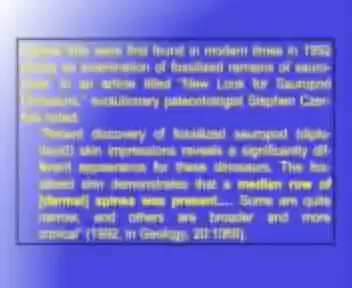 spines like were first found in modern times in 1992
during an examination of fossilized remains of sauro-
pods. In an article titled "New Look for Sauropod
Dinosaurs," evolutionary paleontologist Stephen Czer-
kas noted:
"Recent discovery of fossilized sauropod (diplo-
docid) skin impressions reveals a significantly dif-
ferent appearance for these dinosaurs. The fos-
silized skin demonstrates that a median row of
[dermal] spines was present.... Some are quite
narrow, and others are broader and more
conical" (1992, in Geology, 20:1068).